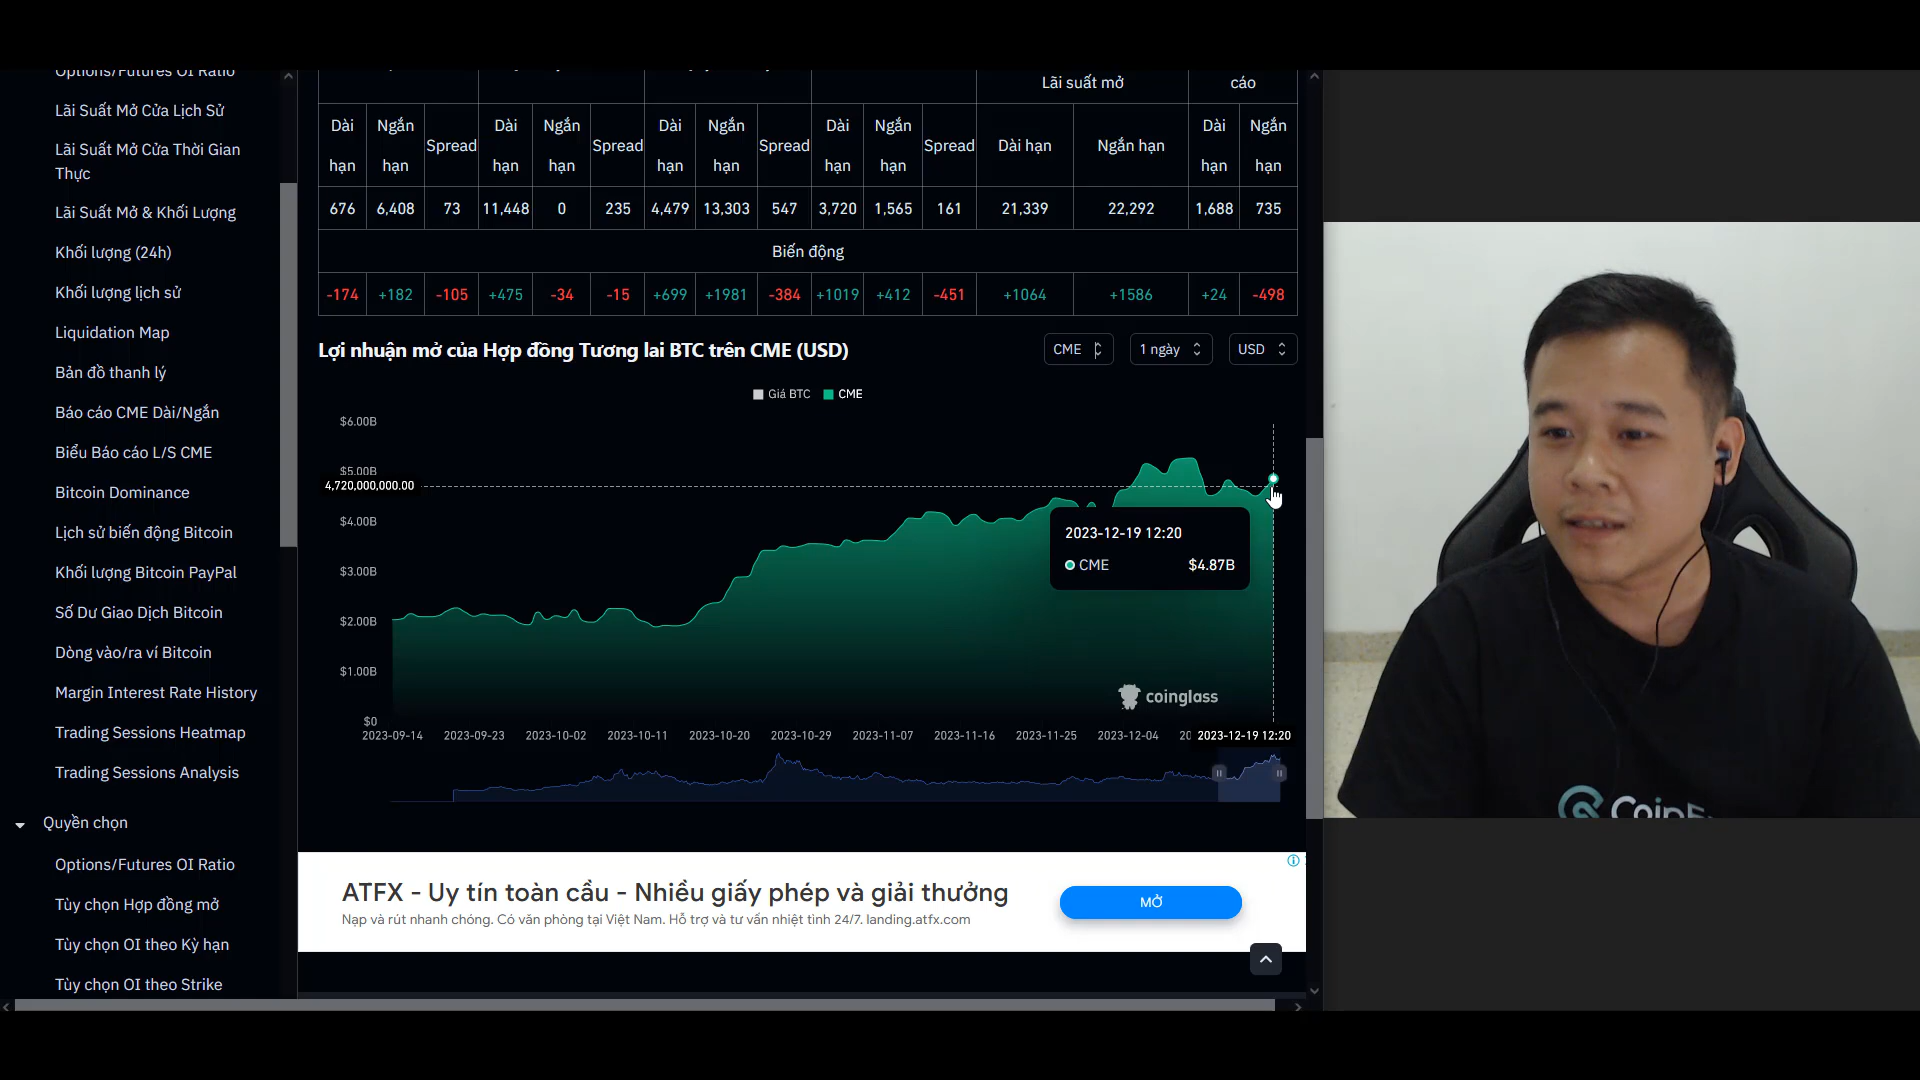 Options/Futures OI Ratio
Lãi Suất Mở Cửa Lịch Sử
Lãi Suất Mở Cửa Thời Gian
Thực
Lãi Suất Mở & Khối Lượng
Khối lượng (24h)
Khối lượng lịch sử
Liquidation Map
Bản đồ thanh lý
Báo cáo CME Dài/Ngắn
Biểu Báo cáo L/S CME
Bitcoin Dominance
Lịch sử biến động Bitcoin
Khối lượng Bitcoin PayPal
Số Dư Giao Dịch Bitcoin
Dòng vào/ra ví Bitcoin
Margin Interest Rate History
Trading Sessions Heatmap
Trading Sessions Analysis
Quyền chọn
Options/Futures OI Ratio
Tùy chọn Hợp đồng mở
Tùy chọn OI theo Kỳ hạn
Tùy chọn OI theo Strike
Lãi suất mở cáo
Dài hạn Ngắn hạn Spread Dài hạn Ngắn hạn Spread Dài hạn Ngắn hạn Spread Dài hạn Ngắn hạn Spread Dài hạn Ngắn hạn Dài hạn Ngắn hạn
676 6,408 73 11,448 0 235 4,479 13,303 547 3,720 1,565 161 21,339 22,292 1,688 735
Biến động
-174 +182 -105 +475 -34 -15 +699 +1981 -384 +1019 +412 -451 +1064 +1586 +24 -498
Lợi nhuận mở của Hợp đồng Tương lai BTC trên CME (USD)
CME 1 ngày USD
Giá BTC CME
$6.00B
$5.00B
4,720,000,000.00
$4.00B
$3.00B
$2.00B
$1.00B
$0
2023-12-19 12:20
CME $4.87B
coinglass
2023-09-14 2023-09-23 2023-10-02 2023-10-11 2023-10-20 2023-10-29 2023-11-07 2023-11-16 2023-11-25 2023-12-04 20 2023-12-19 12:20
ATFX - Uy tín toàn cầu - Nhiều giấy phép và giải thưởng
Nạp và rút nhanh chóng. Có văn phòng tại Việt Nam. Hỗ trợ và tư vấn nhiệt tình 24/7. landing.atfx.com
MỞ